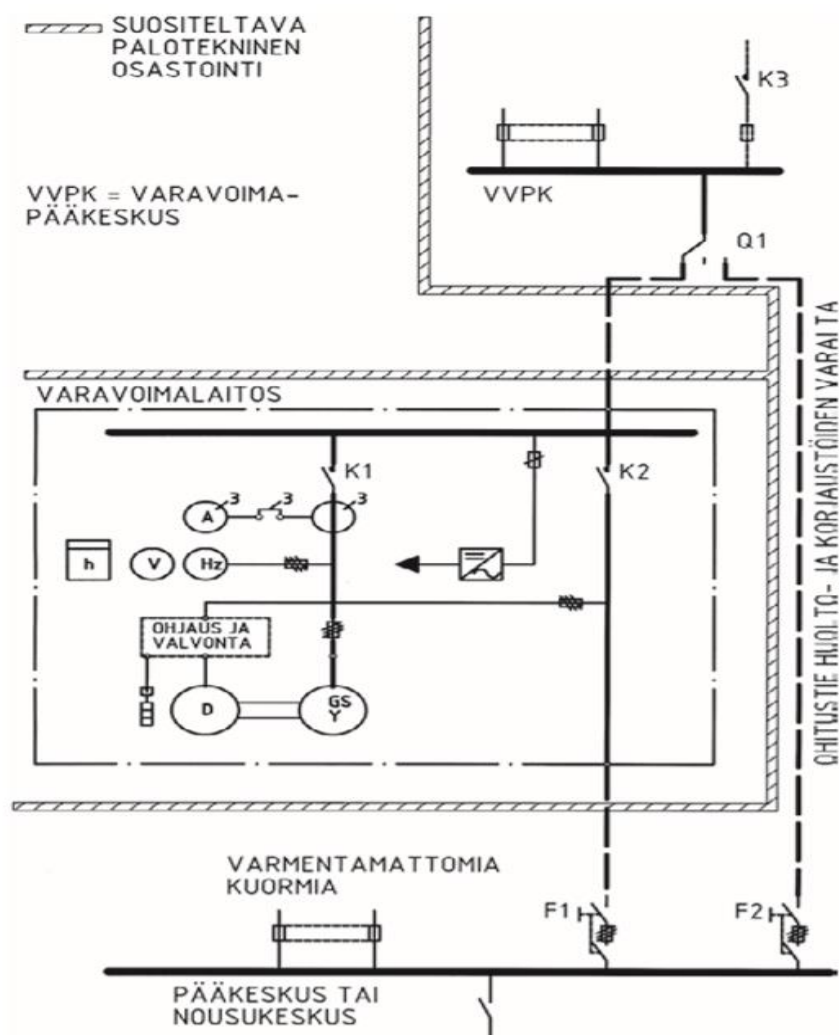 SUOSITELTAVA
PALOTEKNINEN
OSASTOINTI
VVPK = VARAVOIMA-
PÄÄKESKUS
K3
VVPK
Q1
VARAVOIMALAITOS
K1
K2
3
3
3
A
h
V
Hz
OHJAUS JA
VALVONTA
D
GS
Y
OHITUSTIE HUOLTO- JA KORJAUSTÖIDEN VARALTA
VARMENTAMATTOMIA
KUORMIA
F1
F2
PÄÄKESKUS TAI
NOUSUKESKUS